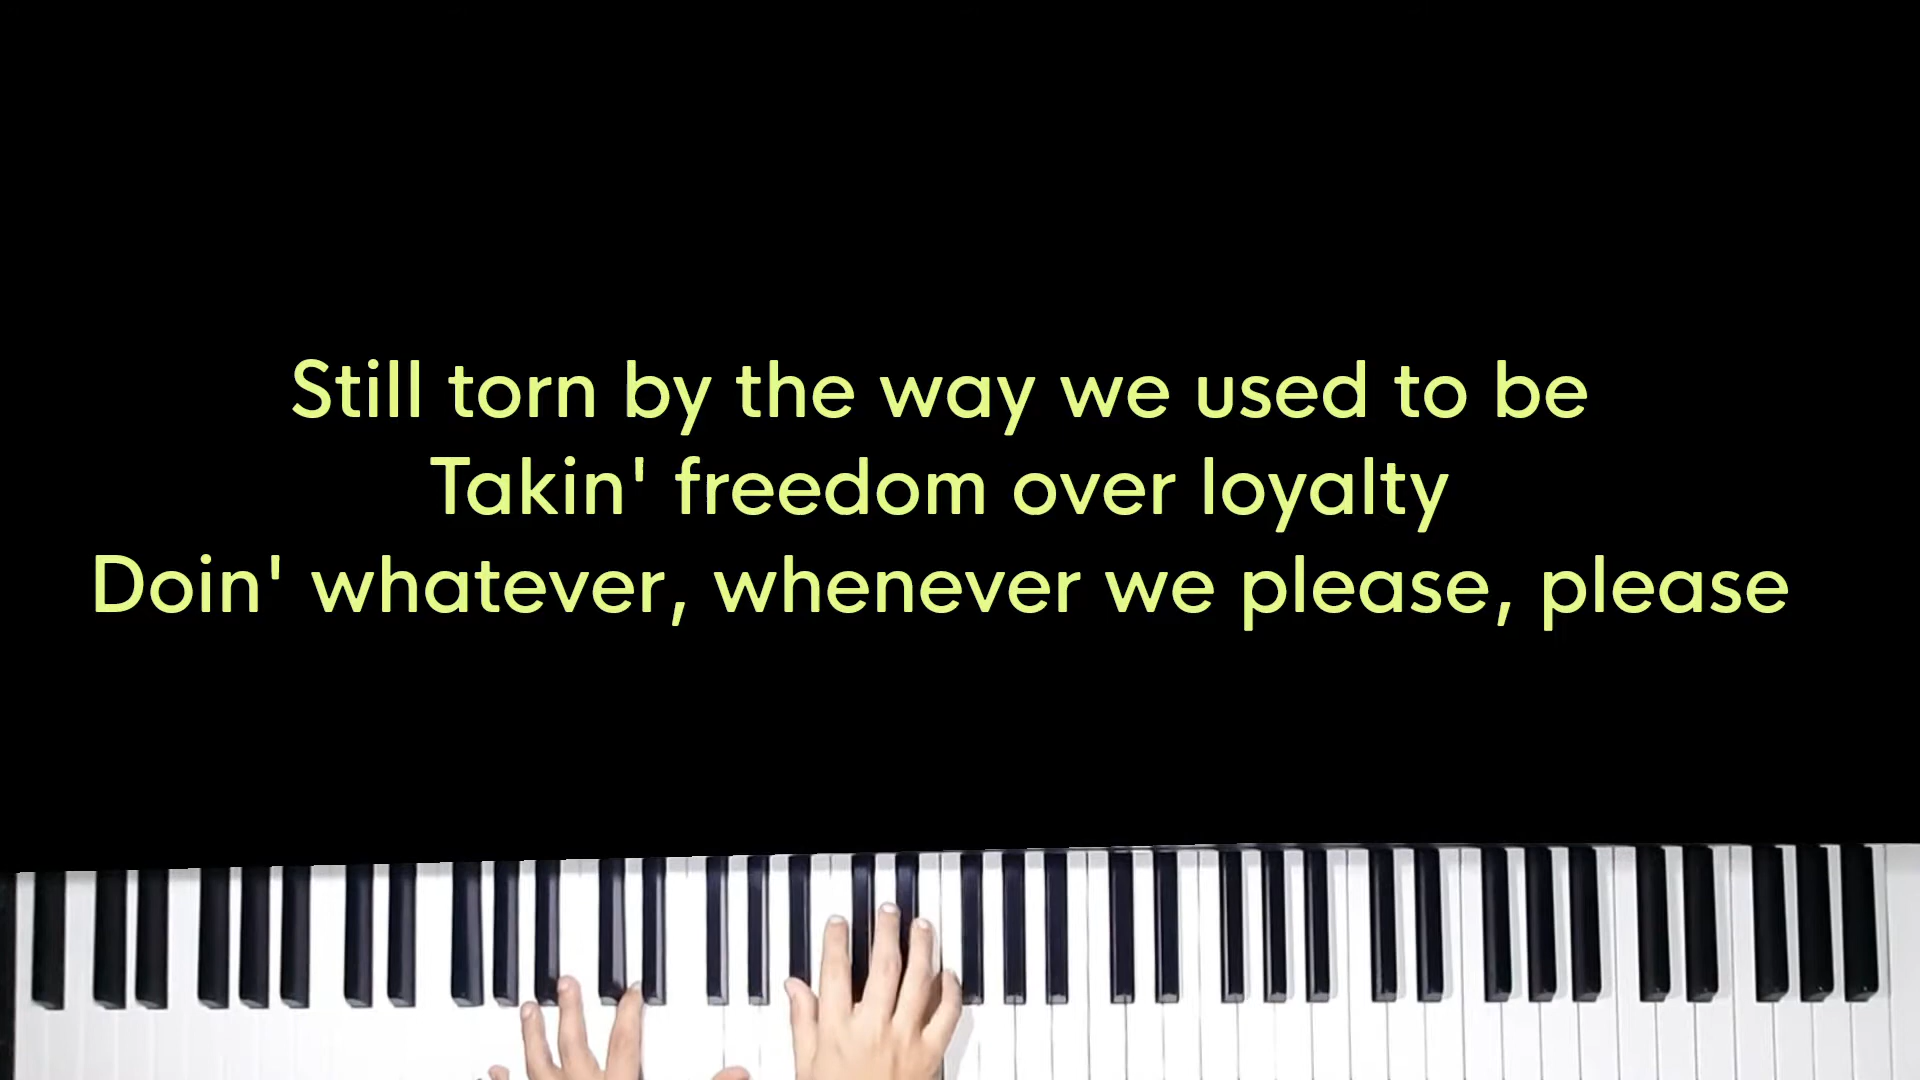 Still torn by the way we used to be
Takin' freedom over loyalty
Doin' whatever, whenever we please, please